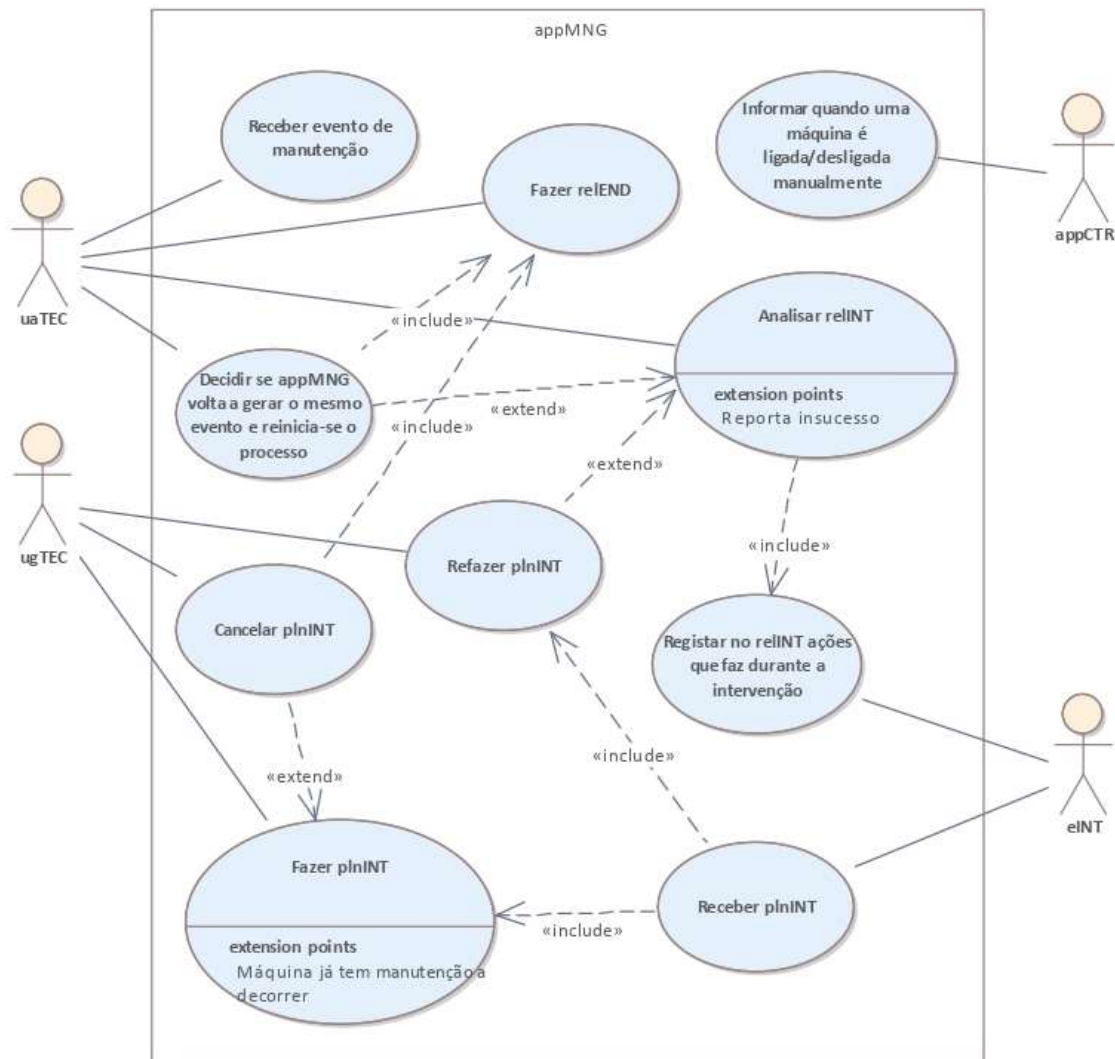 appMNG
Receber evento de
manutenção
Informar quando uma
máquina é
ligada/desligada
manualmente
Fazer relEND
uaTEC
appCTR
«include»
Analisar relINT
extension points
Reporta insucesso
Decidir se appMNG
volta a gerar o mesmo
evento e reinicia-se o
processo
«extend»
«include»
«extend»
ugTEC
Refazer plnINT
«include»
Cancelar plnINT
Registar no relINT ações
que faz durante a
intervenção
«include»
«extend»
eINT
Fazer plnINT
extension points
Máquina já tem manutenção a
decorrer
Receber plnINT
«include»